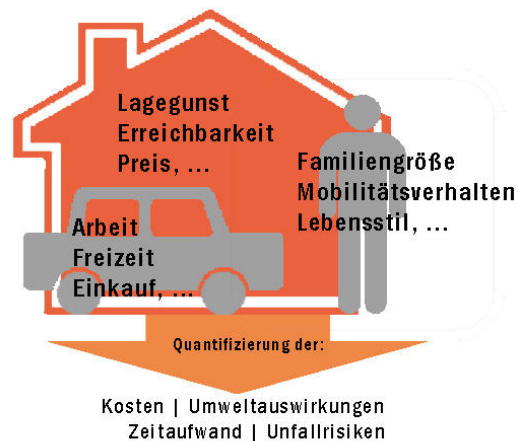 Lagegunst
Erreichbarkeit
Preis, ...
Familiengröße
Mobilitätsverhalten
Lebensstil, ...
Arbeit
Freizeit
Einkauf, ...
Quantifizierung der:
Kosten | Umweltauswirkungen
Zeitaufwand | Unfallrisiken